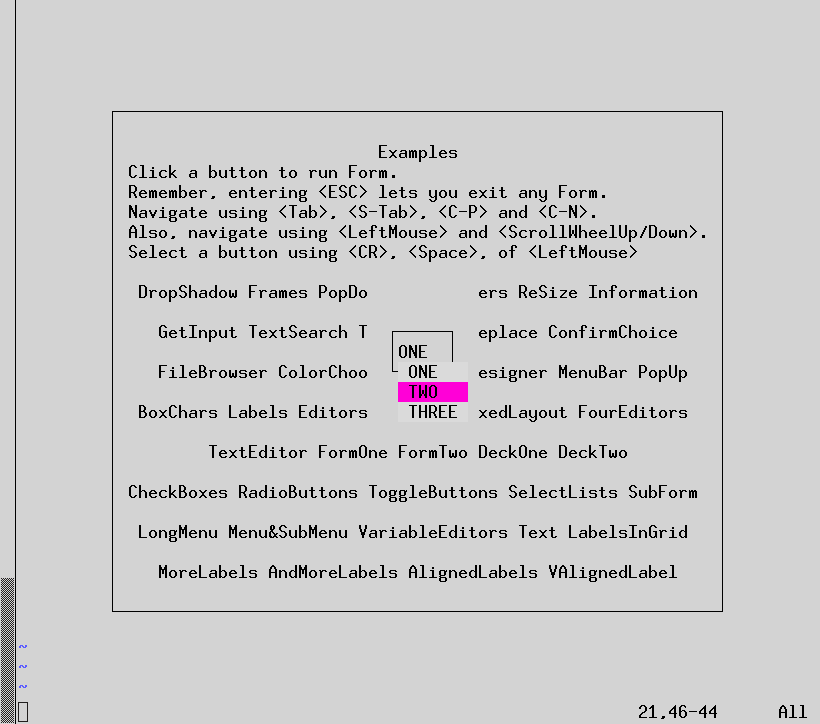 Examples
Click a button to run Form.
Remember, entering <ESC> lets you exit any Form.
Navigate using <Tab>, <S-Tab>, <C-P> and <C-N>.
Also, navigate using <LeftMouse> and <ScrollWheelUp/Down>.
Select a button using <CR>, <Space>, of <LeftMouse>
DropShadow Frames PopDo ers ReSize Information
GetInput TextSearch T eplace ConfirmChoice
ONE
FileBrowser ColorChoo ONE esigner MenuBar PopUp
TWO
BoxChars Labels Editors THREE xedLayout FourEditors
TextEditor FormOne FormTwo DeckOne DeckTwo
CheckBoxes RadioButtons ToggleButtons SelectLists SubForm
LongMenu Menu&SubMenu VariableEditors Text LabelsInGrid
MoreLabels AndMoreLabels AlignedLabels VAlignedLabel
~
~
~
21,46-44 All